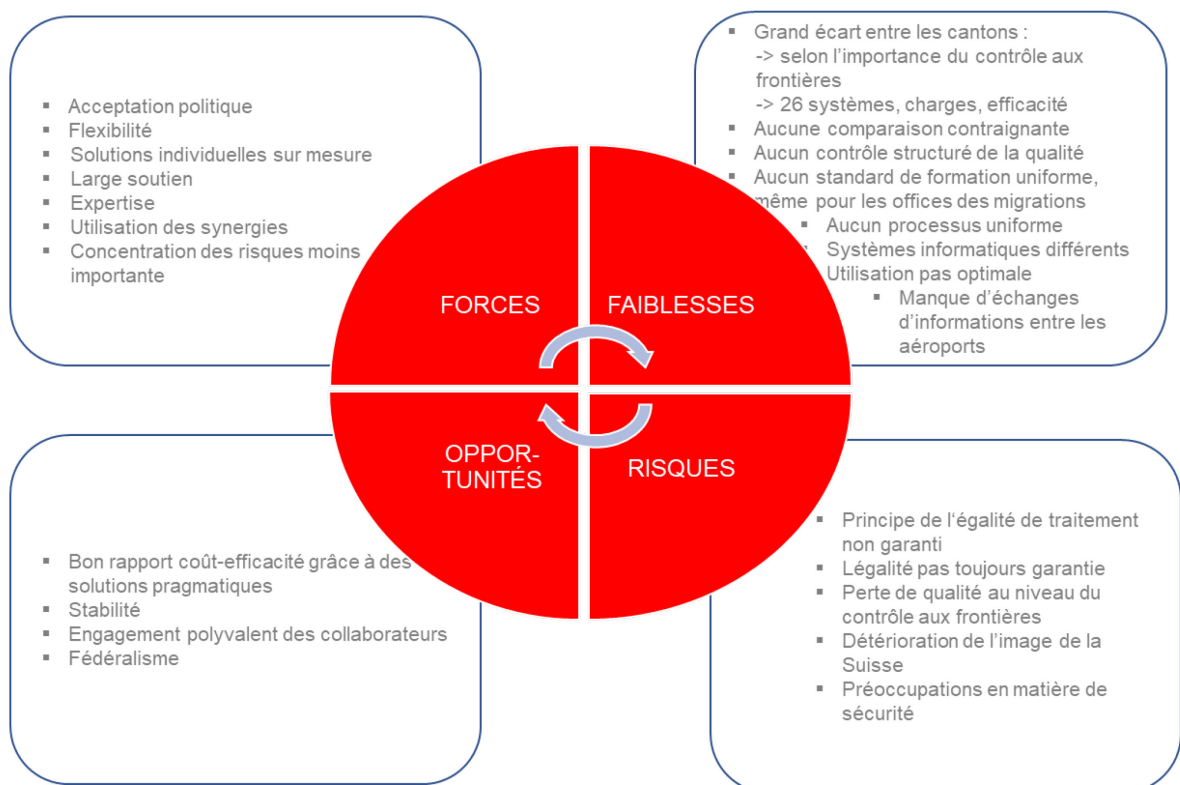 ▪ Acceptation politique
▪ Flexibilité
▪ Solutions individuelles sur mesure
▪ Large soutien
▪ Expertise
▪ Utilisation des synergies
▪ Concentration des risques moins
importante
▪ Grand écart entre les cantons :
-> selon l’importance du contrôle aux
frontières
-> 26 systèmes, charges, efficacité
▪ Aucune comparaison contraignante
▪ Aucun contrôle structuré de la qualité
▪ Aucun standard de formation uniforme,
même pour les offices des migrations
▪ Aucun processus uniforme
▪ Systèmes informatiques différents
Utilisation pas optimale
▪ Manque d’échanges
d’informations entre les
aéroports
FORCES
FAIBLESSES
OPPOR-
TUNITÉS
RISQUES
▪ Bon rapport coût-efficacité grâce à des
solutions pragmatiques
▪ Stabilité
▪ Engagement polyvalent des collaborateurs
▪ Fédéralisme
▪ Principe de l‘égalité de traitement
non garanti
▪ Légalité pas toujours garantie
▪ Perte de qualité au niveau du
contrôle aux frontières
▪ Détérioration de l’image de la
Suisse
▪ Préoccupations en matière de
sécurité